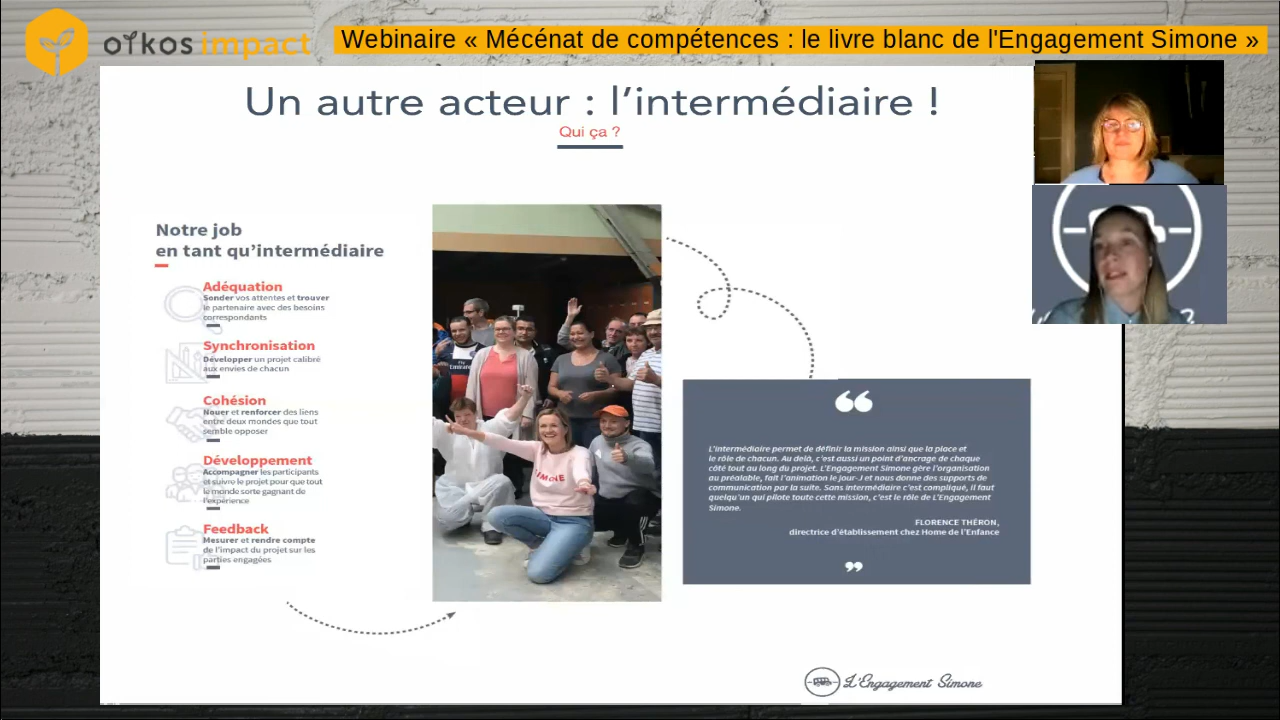 oïkos impact
Webinaire « Mécénat de compétences : le livre blanc de l'Engagement Simone »
Un autre acteur : l’intermédiaire !
Qui ça ?
Notre job
en tant qu’intermédiaire
Adéquation
Sonder vos attentes et trouver
le partenaire avec des besoins
correspondants
Synchronisation
Développer un projet calibré
aux envies de chacun
Cohésion
Nouer et renforcer des liens
entre deux mondes que tout
semble opposer
Développement
Accompagner les participants
et suivre le projet pour que tout
le monde sorte gagnant de
l’expérience
Feedback
Mesurer et rendre compte
de l’impact du projet sur les
parties engagées
SIMONE
“
L’intermédiaire permet de définir la mission ainsi que la place et
le rôle de chacun. Au delà, c’est aussi un point d’ancrage de chaque
côté tout au long du projet. L’Engagement Simone gère l’organisation
au préalable, fait l’animation le jour-J et nous donne des supports de
communication par la suite. Sans intermédiaire c’est compliqué, il faut
quelqu’un qui pilote toute cette mission, c’est le rôle de L’Engagement
Simone.
FLORENCE THÉRON,
directrice d’établissement chez Home de l’Enfance
”
L’Engagement Simone